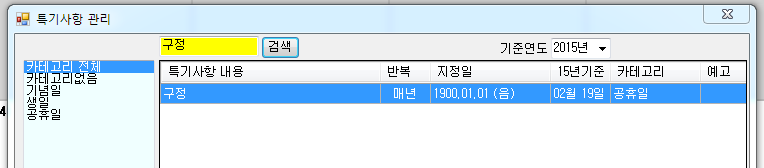 특기사항 관리
구정 검색 기준연도 2015년
카테고리 전체
카테고리없음
기념일
생일
공휴일
특기사항 내용 반복 지정일 15년기준 카테고리 예고
구정 매년 1900.01.01 (음) 02월 19일 공휴일
4